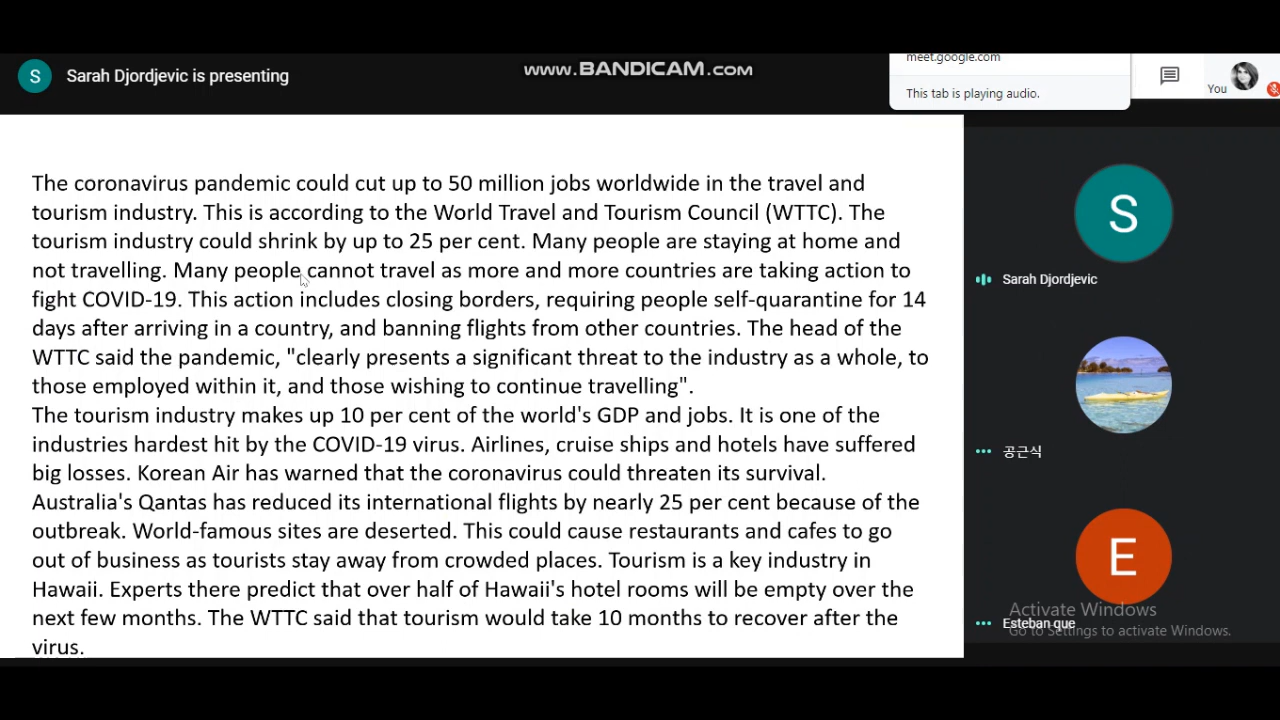 www.BANDICAM.com
meet.google.com
S
Sarah Djordjevic is presenting
This tab is playing audio.
You
The coronavirus pandemic could cut up to 50 million jobs worldwide in the travel and
tourism industry. This is according to the World Travel and Tourism Council (WTTC). The
tourism industry could shrink by up to 25 per cent. Many people are staying at home and
not travelling. Many people cannot travel as more and more countries are taking action to
fight COVID-19. This action includes closing borders, requiring people self-quarantine for 14
days after arriving in a country, and banning flights from other countries. The head of the
WTTC said the pandemic, "clearly presents a significant threat to the industry as a whole, to
those employed within it, and those wishing to continue travelling".
The tourism industry makes up 10 per cent of the world's GDP and jobs. It is one of the
industries hardest hit by the COVID-19 virus. Airlines, cruise ships and hotels have suffered
big losses. Korean Air has warned that the coronavirus could threaten its survival.
Australia's Qantas has reduced its international flights by nearly 25 per cent because of the
outbreak. World-famous sites are deserted. This could cause restaurants and cafes to go
out of business as tourists stay away from crowded places. Tourism is a key industry in
Hawaii. Experts there predict that over half of Hawaii's hotel rooms will be empty over the
next few months. The WTTC said that tourism would take 10 months to recover after the
virus.
S
Sarah Djordjevic
공근식
E
Esteban que
Activate Windows
Go to Settings to activate Windows.